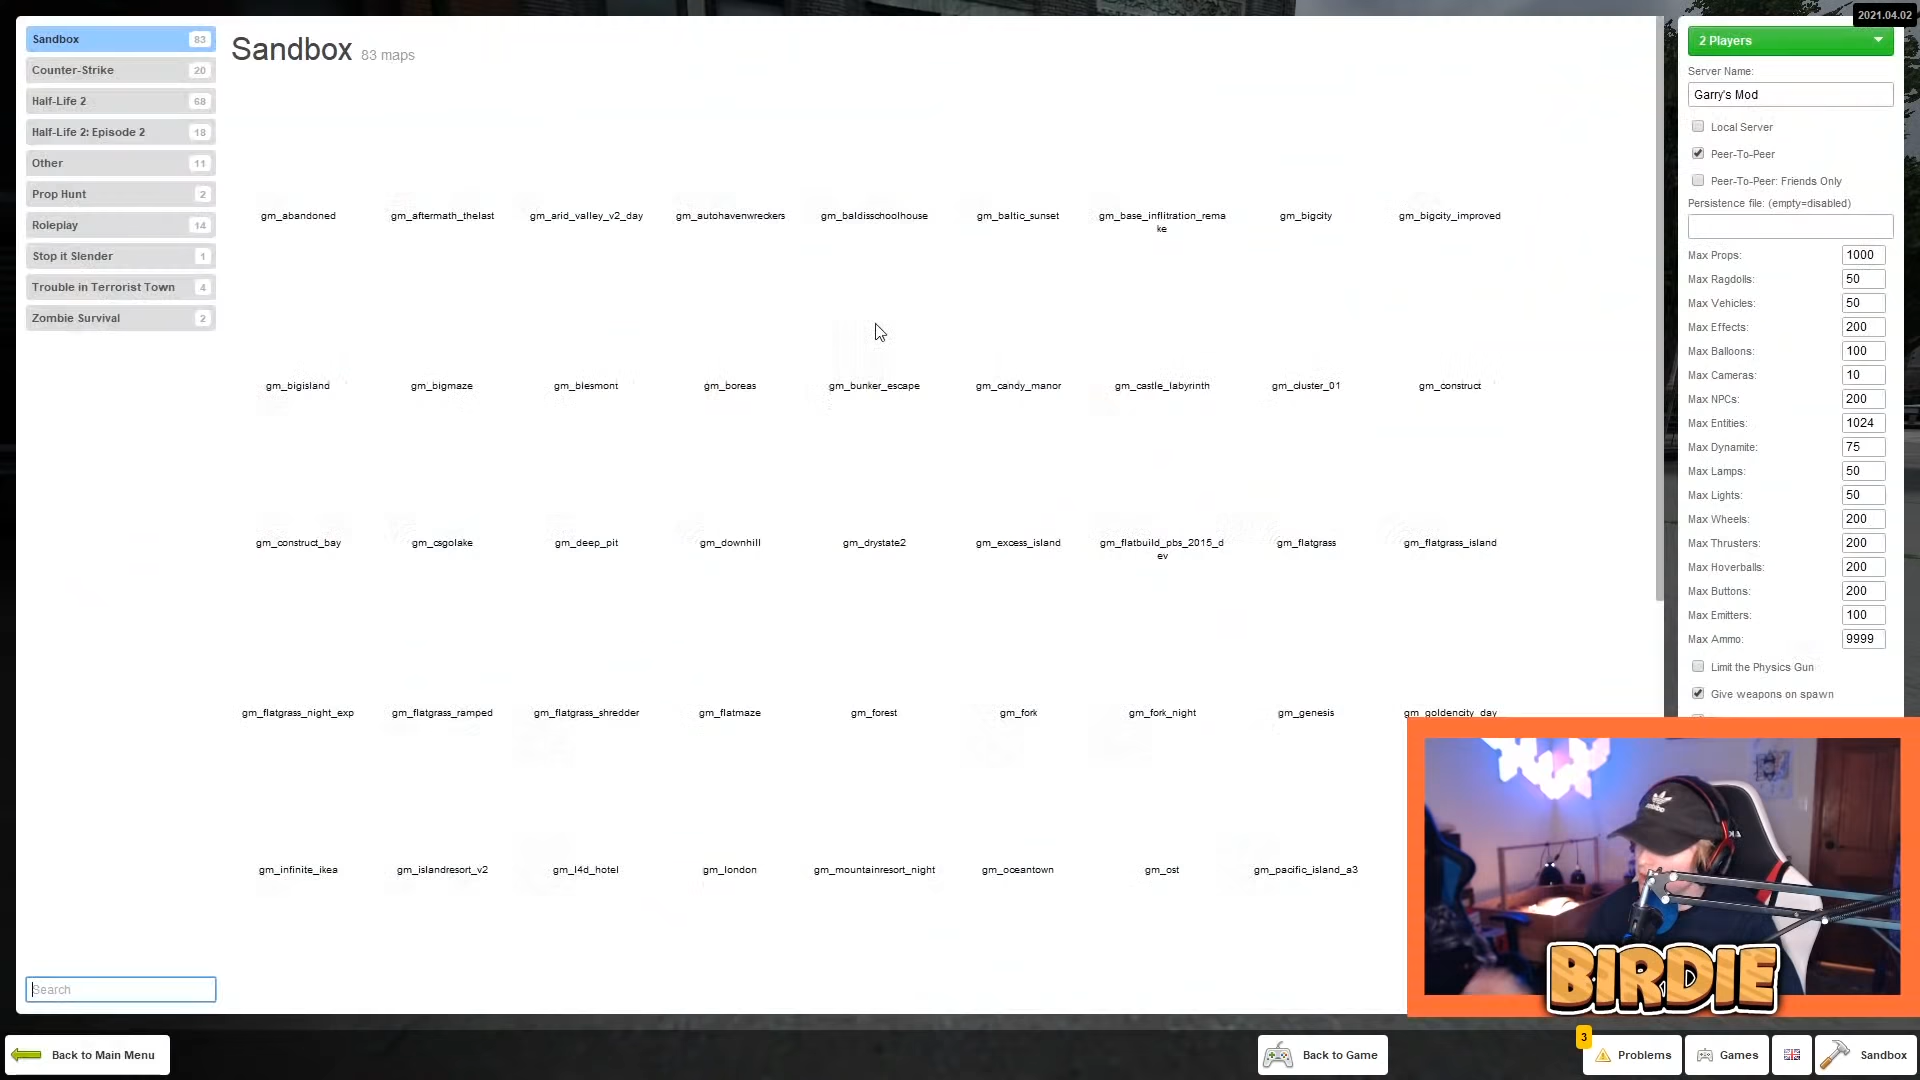 2021.04.02
Sandbox 83
Counter-Strike 20
Half-Life 2 68
Half-Life 2: Episode 2 18
Other 11
Prop Hunt 2
Roleplay 14
Stop it Slender 1
Trouble in Terrorist Town 4
Zombie Survival 2
Search
Sandbox 83 maps
gm_abandoned gm_aftermath_thelast gm_arid_valley_v2_day gm_autohavenwreckers gm_baldisschoolhouse gm_baltic_sunset gm_base_inflitration_rema gm_bigcity gm_bigcity_improved
ke
gm_bigisland gm_bigmaze gm_blesmont gm_boreas gm_bunker_escape gm_candy_manor gm_castle_labyrinth gm_cluster_01 gm_construct
gm_construct_bay gm_csgolake gm_deep_pit gm_downhill gm_drystate2 gm_excess_island gm_flatbuild_pbs_2015_d gm_flatgrass gm_flatgrass_island
ev
gm_flatgrass_night_exp gm_flatgrass_ramped gm_flatgrass_shredder gm_flatmaze gm_forest gm_fork gm_fork_night gm_genesis gm_goldencity_day
gm_infinite_ikea gm_islandresort_v2 gm_l4d_hotel gm_london gm_mountainresort_night gm_oceantown gm_ost gm_pacific_island_a3
2 Players
Server Name:
Garry's Mod
Local Server
Peer-To-Peer
Peer-To-Peer: Friends Only
Persistence file: (empty=disabled)
Max Props: 1000
Max Ragdolls: 50
Max Vehicles: 50
Max Effects: 200
Max Balloons: 100
Max Cameras: 10
Max NPCs: 200
Max Entities: 1024
Max Dynamite: 75
Max Lamps: 50
Max Lights: 50
Max Wheels: 200
Max Thrusters: 200
Max Hoverballs: 200
Max Buttons: 200
Max Emitters: 100
Max Ammo: 9999
Limit the Physics Gun
Give weapons on spawn
BIRDIE
Back to Main Menu
Back to Game
3
Problems
Games
Sandbox